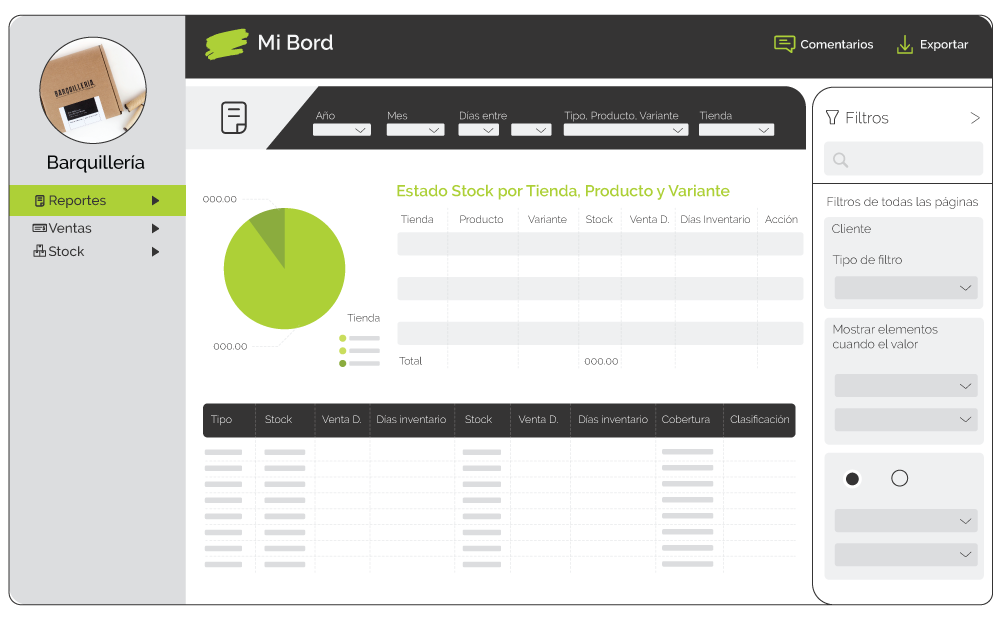 Mi Bord
Comentarios
Exportar
BARQUILLERÍA
Barquillería
Reportes
Ventas
Stock
Año
Mes
Días entre
Tipo, Producto, Variante
Tienda
000.00
000.00
Tienda
Estado Stock por Tienda, Producto y Variante
Tienda Producto Variante Stock Venta D. Días Inventario Acción
Total 000.00
Tipo Stock Venta D. Días inventario Stock Venta D. Días inventario Cobertura Clasificación
Filtros
Filtros de todas las páginas
Cliente
Tipo de filtro
Mostrar elementos
cuando el valor